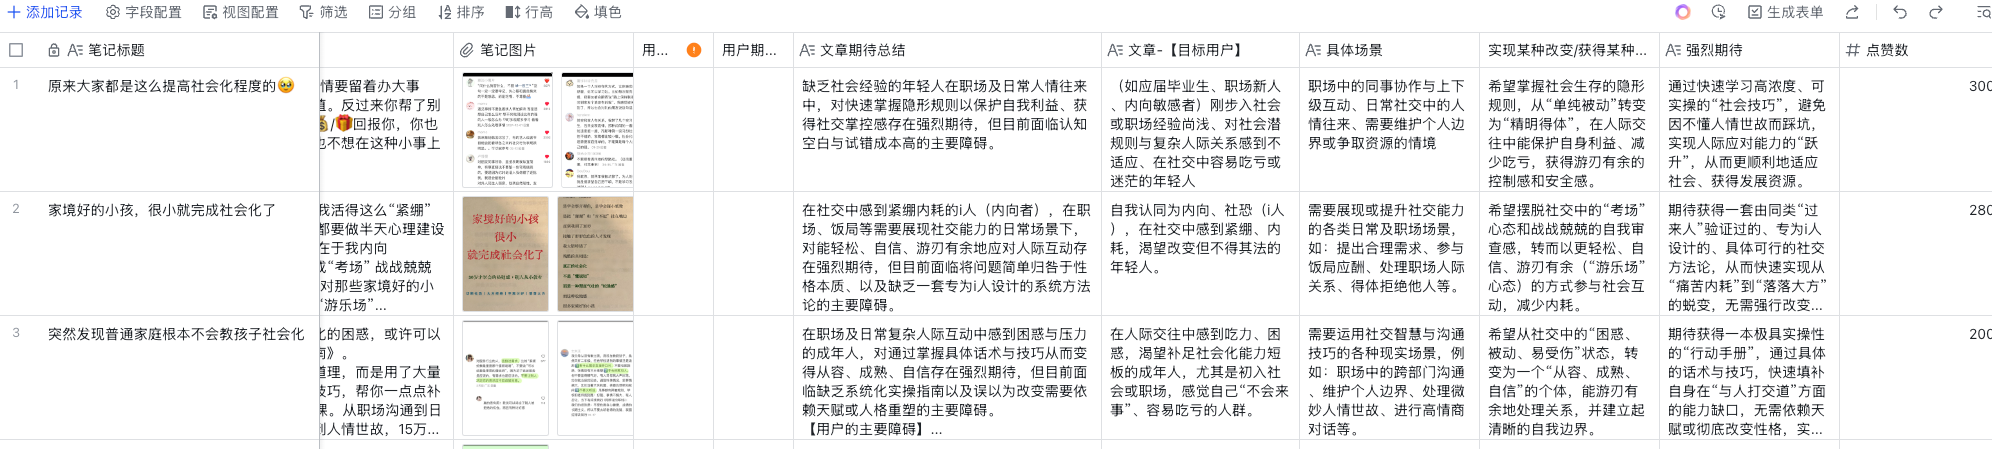 添加记录 字段配置 视图配置 筛选 分组 排序 行高 填色 生成表单
笔记标题 笔记图片 用... 用户期... 文章期待总结 文章-【目标用户】 具体场景 实现某种改变/获得某种... 强烈期待 点赞数
1
原来大家都是这么提高社会化程度的🥹
情要留着办大事
直。反过来你帮了别
💰/🎁回报你，你也
也不想在这种小事上
缺乏社会经验的年轻人在职场及日常人情往来
中，对快速掌握隐形规则以保护自我利益、获
得社交掌控感存在强烈期待，但目前面临认知
空白与试错成本高的主要障碍。
（如应届毕业生、职场新人
、内向敏感者）刚步入社会
或职场经验尚浅、对社会潜
规则与复杂人际关系感到不
适应、在社交中容易吃亏或
迷茫的年轻人
职场中的同事协作与上下
级互动、日常社交中的人
情往来、需要维护个人边
界或争取资源的情境
希望掌握社会生存的隐形
规则，从“单纯被动”转变
为“精明得体”，在人际交
往中能保护自身利益、减
少吃亏，获得游刃有余的
控制感和安全感。
通过快速学习高浓度、可
实操的“社会技巧”，避免
因不懂人情世故而踩坑，
实现人际应对能力的“跃
升”，从而更顺利地适应
社会、获得发展资源。
300
2
家境好的小孩，很小就完成社会化了
我活得这么“紧绷”
都要做半天心理建设
在于我内向
成“考场” 战战兢兢
对那些家境好的小
“游乐场”...
家境好的小孩
很小
就完成社会化了
在社交中感到紧绷内耗的i人（内向者），在职
场、饭局等需要展现社交能力的日常场景下，
对能轻松、自信、游刃有余地应对人际互动存
在强烈期待，但目前面临将问题简单归咎于性
格本质、以及缺乏一套专为i人设计的系统方法
论的主要障碍。
自我认同为内向、社恐（i人
），在社交中感到紧绷、内
耗，渴望改变但不得其法的
年轻人。
需要展现或提升社交能力
的各类日常及职场场景，
如：提出合理需求、参与
饭局应酬、处理职场人际
关系、得体拒绝他人等。
希望摆脱社交中的“考场”
心态和战战兢兢的自我审
查感，转而以更轻松、自
信、游刃有余（“游乐场”
心态）的方式参与社会互
动，减少内耗。
期待获得一套由同类“过
来人”验证过的、专为i人
设计的、具体可行的社交
方法论，从而快速实现从
“痛苦内耗”到“落落大方”
的蜕变，无需强行改变...
280
3
突然发现普通家庭根本不会教孩子社会化
化的困惑，或许可以
南》。
道理，而是用了大量
技巧，帮你一点点补
果。从职场沟通到日
到人情世故，15万...
在职场及日常复杂人际互动中感到困惑与压力
的成年人，对通过掌握具体话术与技巧从而变
得从容、成熟、自信存在强烈期待，但目前面
临缺乏系统化实操指南以及误以为改变需要依
赖天赋或人格重塑的主要障碍。
【用户的主要障碍】...
在人际交往中感到吃力、困
惑，渴望补足社会化能力短
板的成年人，尤其是初入社
会或职场，感觉自己“不会来
事”、容易吃亏的人群。
需要运用社交智慧与沟通
技巧的各种现实场景，例
如：职场中的跨部门沟通
、维护个人边界、处理微
妙人情世故、进行高情商
对话等。
希望从社交中的“困惑、
被动、易受伤”状态，转
变为一个“从容、成熟、
自信”的个体，能游刃有
余地处理关系，并建立起
清晰的自我边界。
期待获得一本极具实操性
的“行动手册”，通过具体
的话术与技巧，快速填补
自身在“与人打交道”方面
的能力缺口，无需依赖天
赋或彻底改变性格，实...
200